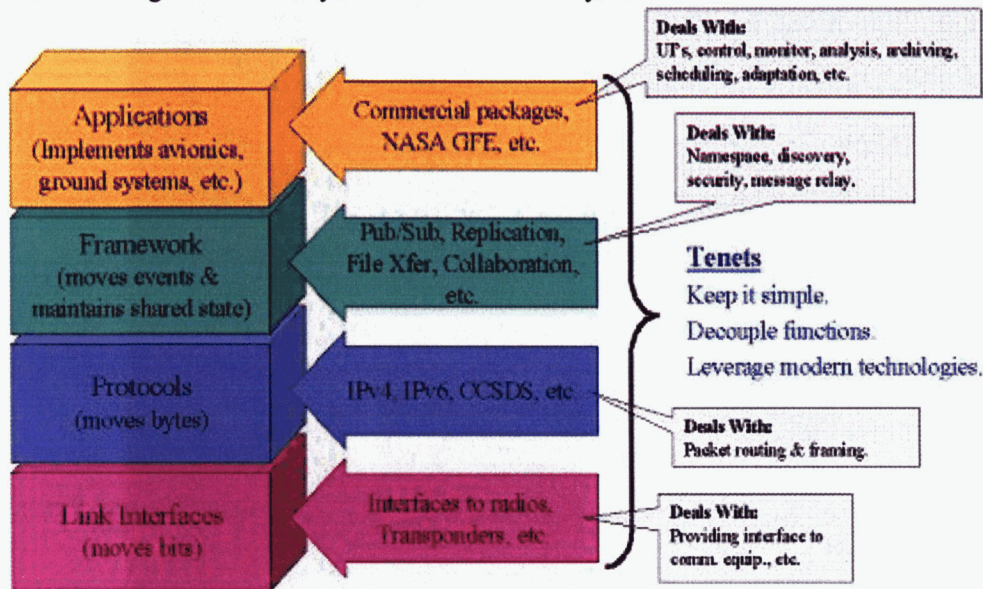 Applications
(Implements avionics,
ground systems, etc.)
Commercial packages,
NASA GFE, etc.
Deals With:
UI's, control, monitor, analysis, archiving,
scheduling, adaptation, etc.
Framework
(moves events &
maintains shared state)
Pub/Sub, Replication,
File Xfer, Collaboration,
etc.
Deals With:
Namespace, discovery,
security, message relay.
Tenets
Keep it simple.
Decouple functions.
Leverage modern technologies.
Protocols
(moves bytes)
IPv4, IPv6, CCSDS, etc
Deals With:
Packet routing & framing.
Link Interfaces
(moves bits)
Interfaces to radios,
Transponders, etc
Deals With:
Providing interface to
comm. equip., etc.